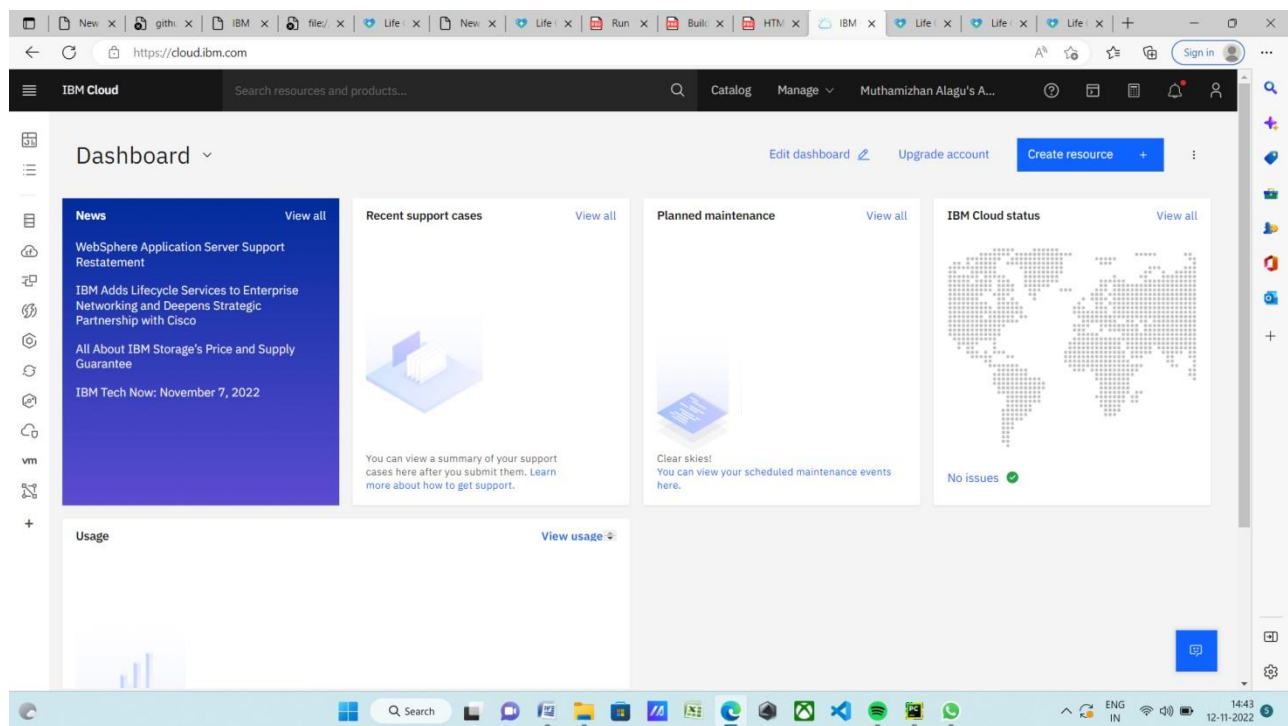 New
githu
IBM
file:/.
Life (
New
Life (
Run
Build
HTM
IBM
Life (
Life (
Life (
https://cloud.ibm.com
Sign in
IBM Cloud
Search resources and products...
Catalog
Manage
Muthamizhan Alagu's A...
Dashboard
Edit dashboard
Upgrade account
Create resource +
News
View all
WebSphere Application Server Support
Restatement
IBM Adds Lifecycle Services to Enterprise
Networking and Deepens Strategic
Partnership with Cisco
All About IBM Storage's Price and Supply
Guarantee
IBM Tech Now: November 7, 2022
Recent support cases
View all
You can view a summary of your support
cases here after you submit them. Learn
more about how to get support.
Planned maintenance
View all
Clear skies!
You can view your scheduled maintenance events
here.
IBM Cloud status
View all
No issues
vm
Usage
View usage
Search
ENG
IN
14:43
12-11-2022